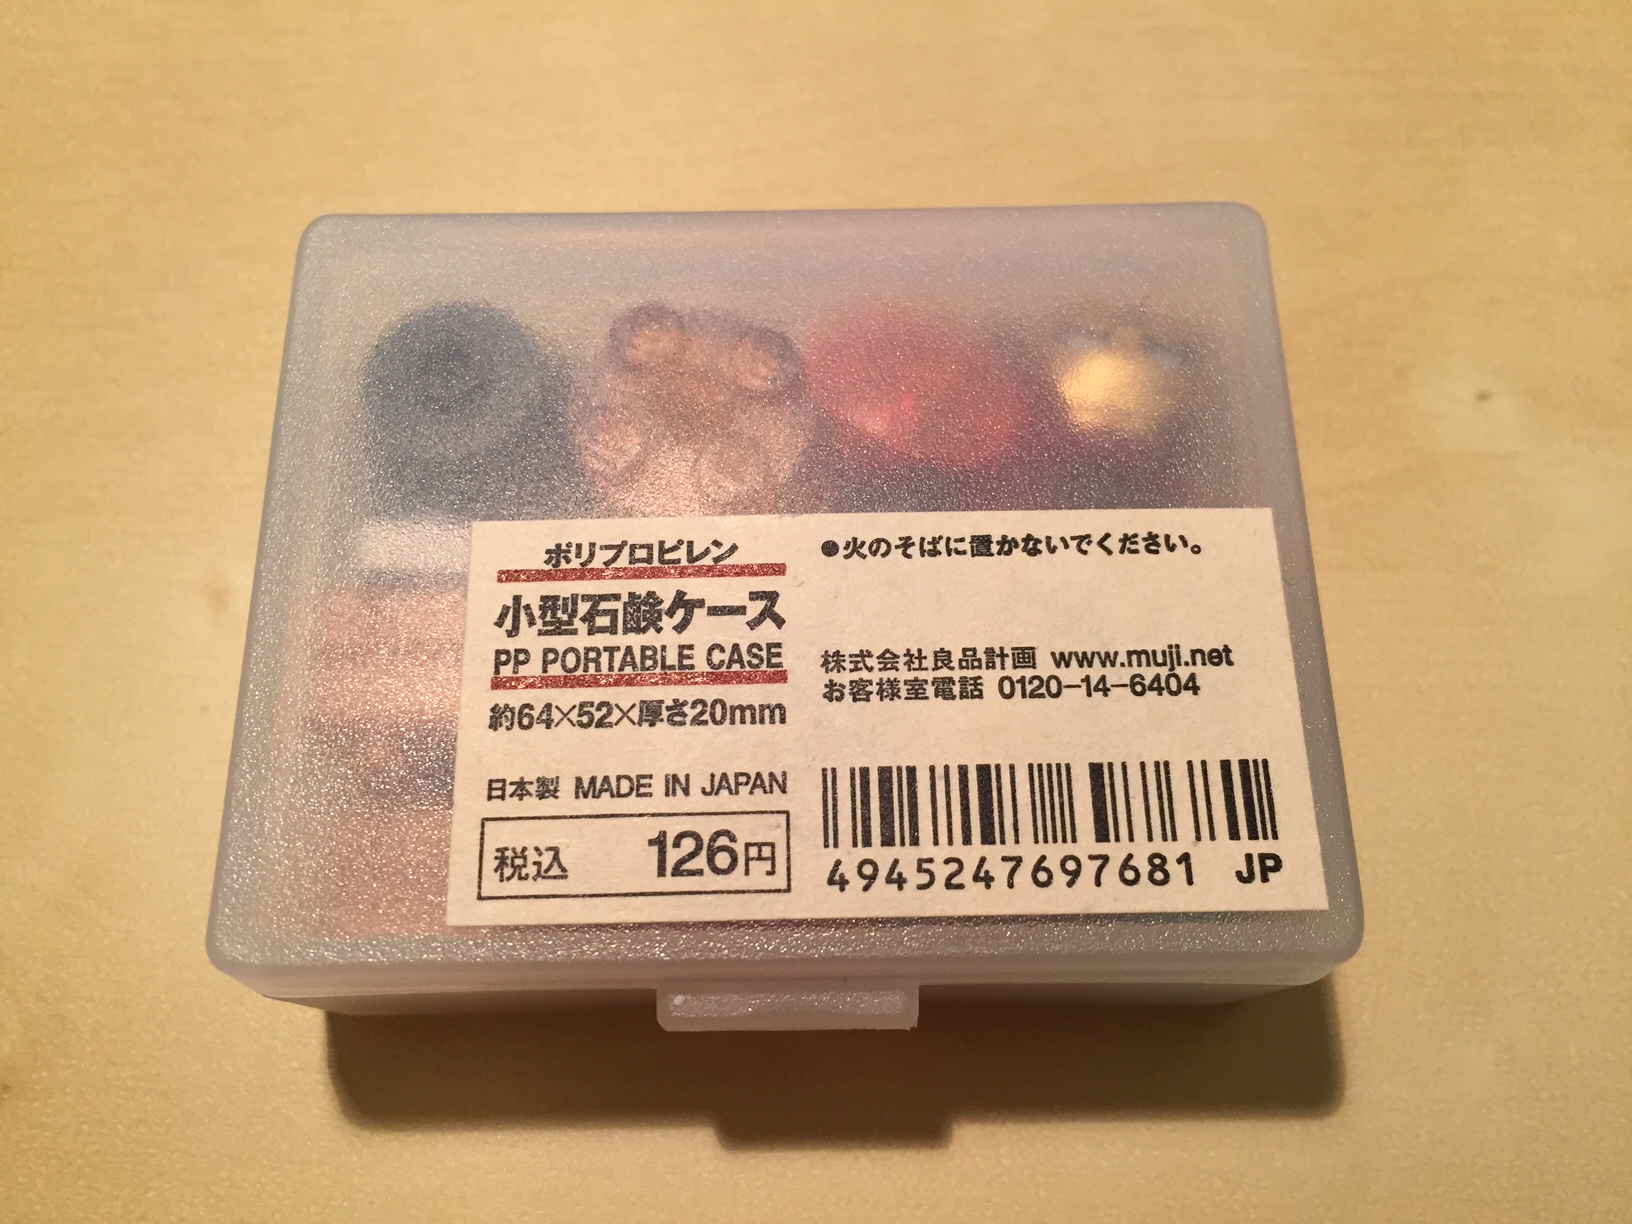 ポリプロピレン
小型石鹸ケース
PP PORTABLE CASE
約64×52×厚さ20mm
日本製 MADE IN JAPAN
税込 126円
●火のそばに置かないでください。
株式会社良品計画 www.muji.net
お客様室電話 0120-14-6404
4945247697681 JP